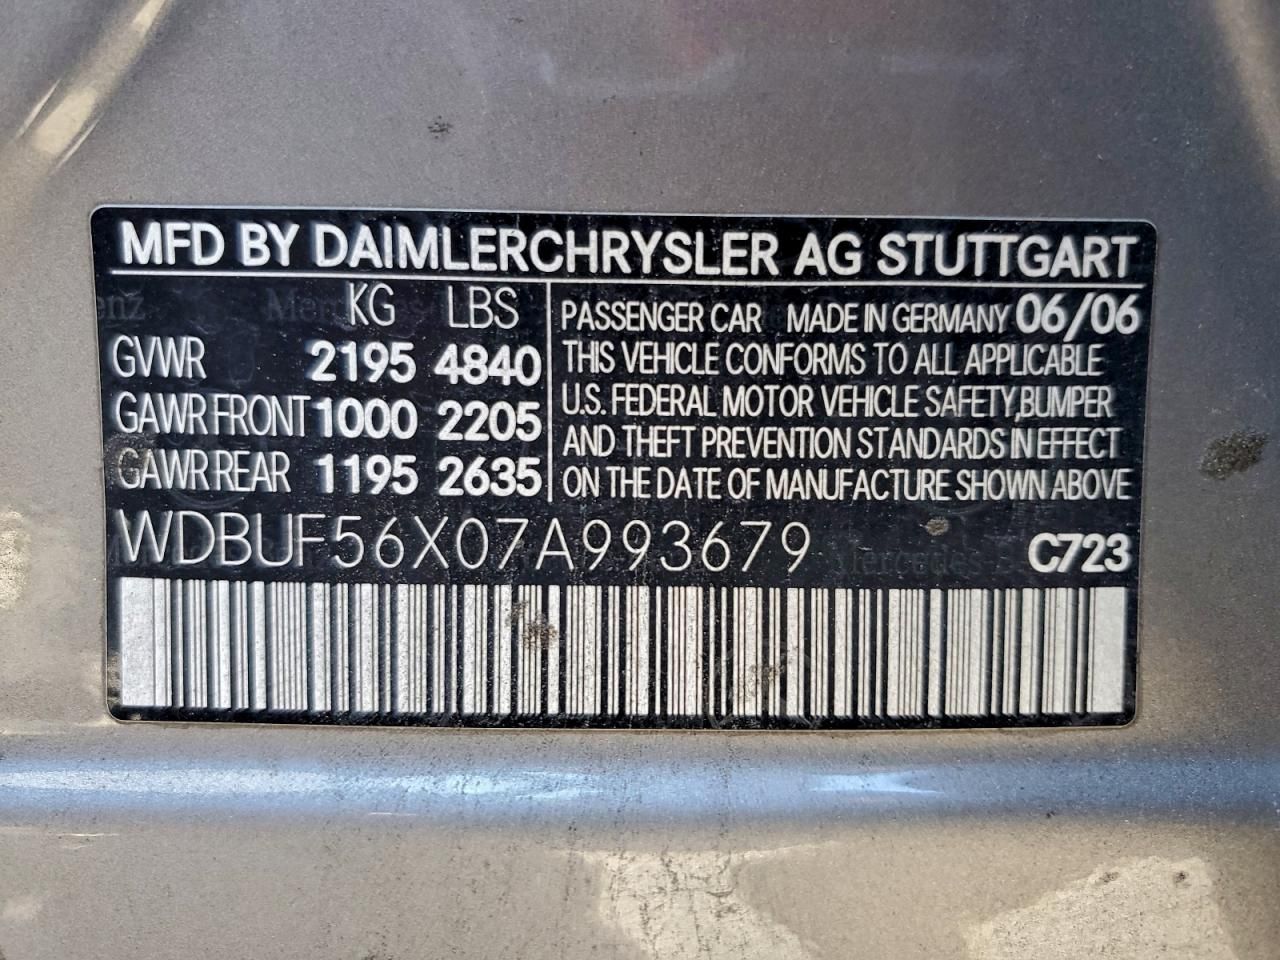 MFD BY DAIMLERCHRYSLER AG STUTTGART
KG LBS
GVWR 2195 4840
GAWR FRONT 1000 2205
GAWR REAR 1195 2635
PASSENGER CAR MADE IN GERMANY 06/06
THIS VEHICLE CONFORMS TO ALL APPLICABLE
U.S. FEDERAL MOTOR VEHICLE SAFETY,BUMPER
AND THEFT PREVENTION STANDARDS IN EFFECT
ON THE DATE OF MANUFACTURE SHOWN ABOVE
WDBUF56X07A993679
C723